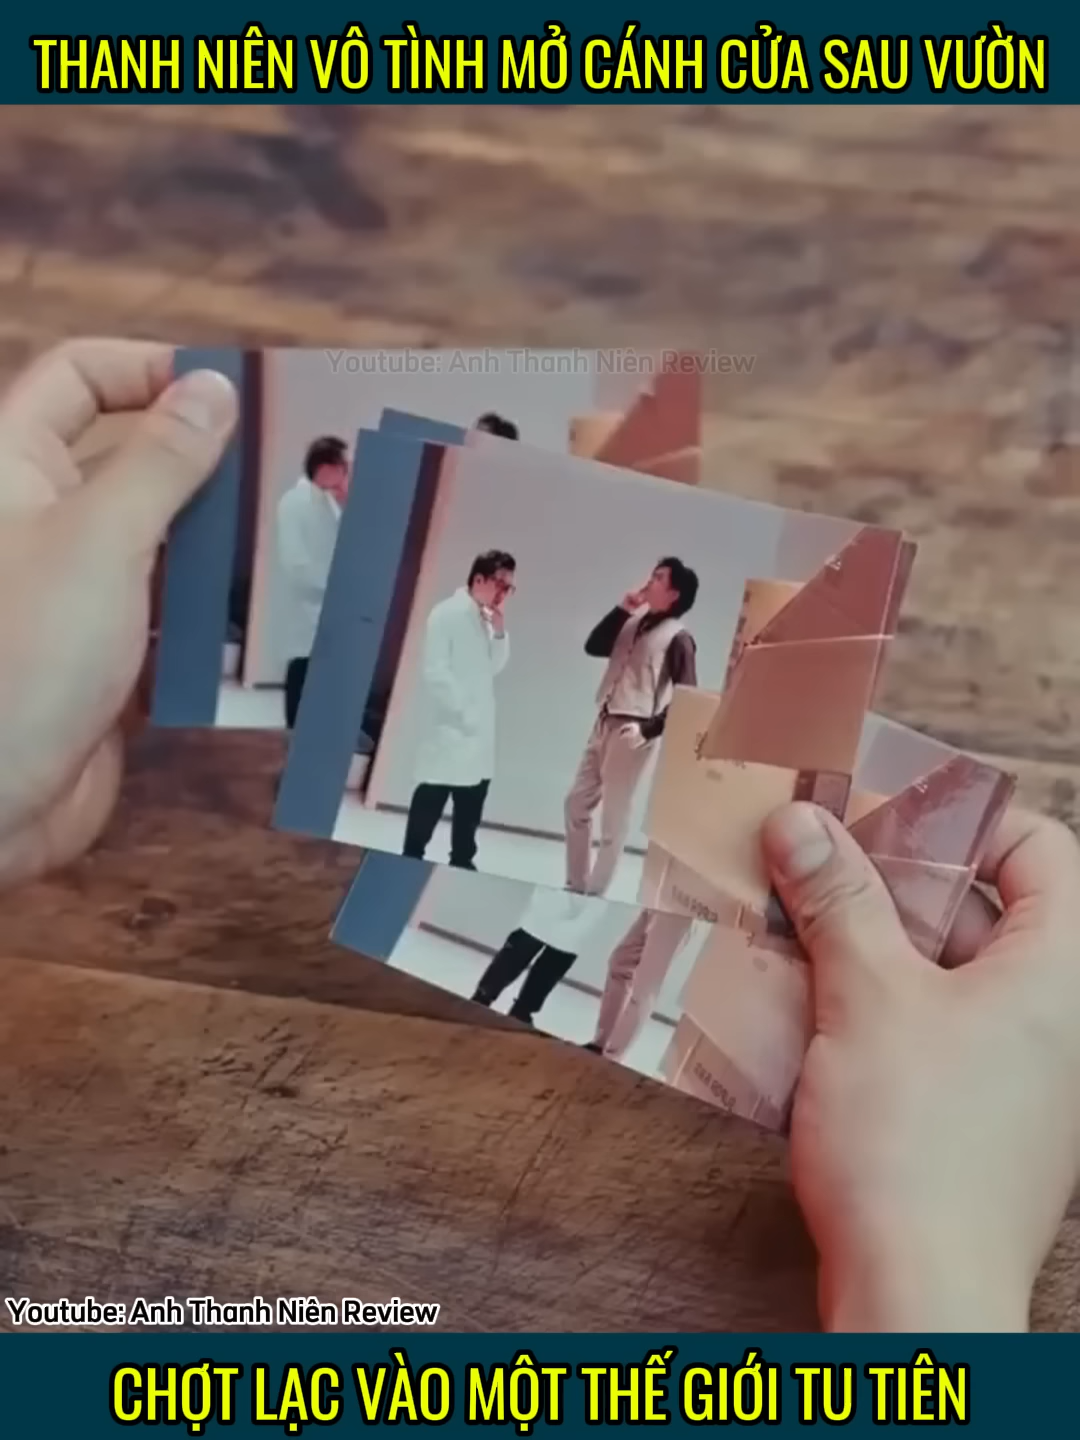 THANH NIÊN VÔ TÌNH MỞ CÁNH CỬA SAU VƯỜN
Youtube: Anh Thanh Niên Review
Youtube: Anh Thanh Niên Review
CHỢT LẠC VÀO MỘT THẾ GIỚI TU TIÊN